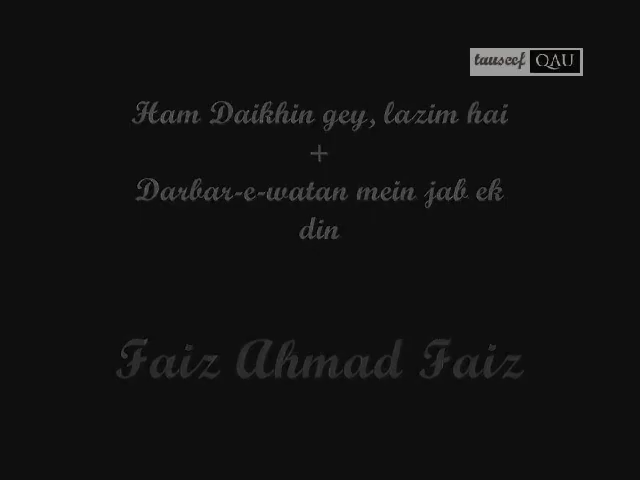 tauseef QAU
Ham Daikhin gey, lazim hai
+
Darbar-e-watan mein jab ek
din
Faiz Ahmad Faiz